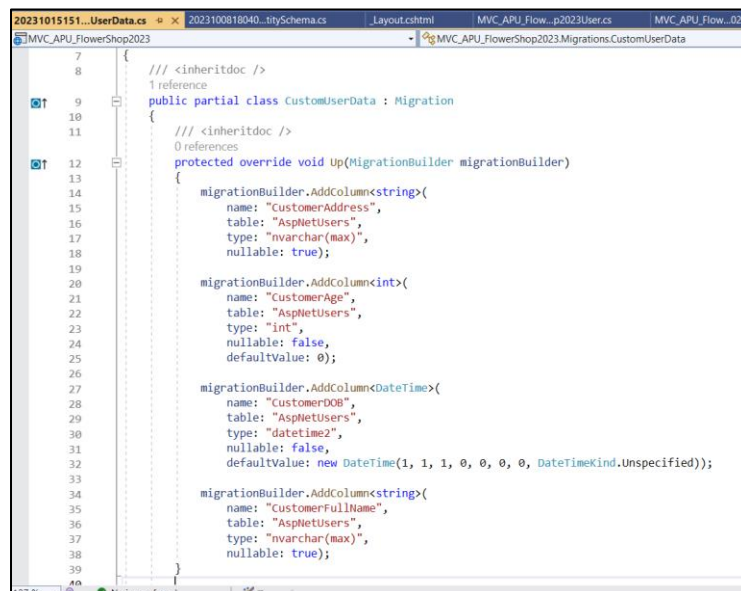 20231015151...UserData.cs
2023100818040...titySchema.cs
_Layout.cshtml
MVC_APU_Flow...p2023User.cs
MVC_APU_Flow...02
MVC_APU_FlowerShop2023
MVC_APU_FlowerShop2023.Migrations.CustomUserData
7 {
8 /// <inheritdoc />
1 reference
9 public partial class CustomUserData : Migration
10 {
11 /// <inheritdoc />
0 references
12 protected override void Up(MigrationBuilder migrationBuilder)
13 {
14 migrationBuilder.AddColumn<string>(
15 name: "CustomerAddress",
16 table: "AspNetUsers",
17 type: "nvarchar(max)",
18 nullable: true);
19
20 migrationBuilder.AddColumn<int>(
21 name: "CustomerAge",
22 table: "AspNetUsers",
23 type: "int",
24 nullable: false,
25 defaultValue: 0);
26
27 migrationBuilder.AddColumn<DateTime>(
28 name: "CustomerDOB",
29 table: "AspNetUsers",
30 type: "datetime2",
31 nullable: false,
32 defaultValue: new DateTime(1, 1, 1, 0, 0, 0, 0, DateTimeKind.Unspecified));
33
34 migrationBuilder.AddColumn<string>(
35 name: "CustomerFullName",
36 table: "AspNetUsers",
37 type: "nvarchar(max)",
38 nullable: true);
39 }
40